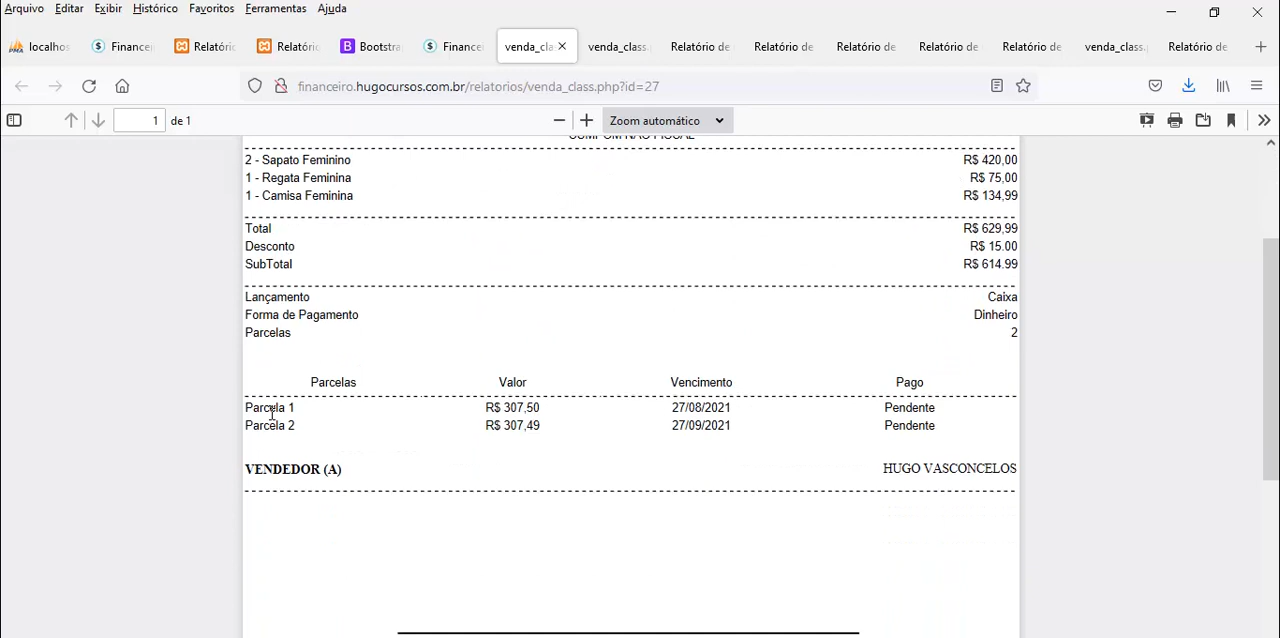 Arquivo Editar Exibir Histórico Favoritos Ferramentas Ajuda
localhos Finance Relatóri Relatóri Bootstra Finance venda_cla venda_class. Relatório de Relatório de Relatório de Relatório de Relatório de venda_class. Relatório de
financeiro.hugocursos.com.br/relatorios/venda_class.php?id=27
1 de 1 Zoom automático
2 - Sapato Feminino R$ 420,00
1 - Regata Feminina R$ 75,00
1 - Camisa Feminina R$ 134,99
Total R$ 629,99
Desconto R$ 15.00
SubTotal R$ 614.99
Lançamento Caixa
Forma de Pagamento Dinheiro
Parcelas 2
Parcelas Valor Vencimento Pago
Parcela 1 R$ 307,50 27/08/2021 Pendente
Parcela 2 R$ 307,49 27/09/2021 Pendente
VENDEDOR (A) HUGO VASCONCELOS